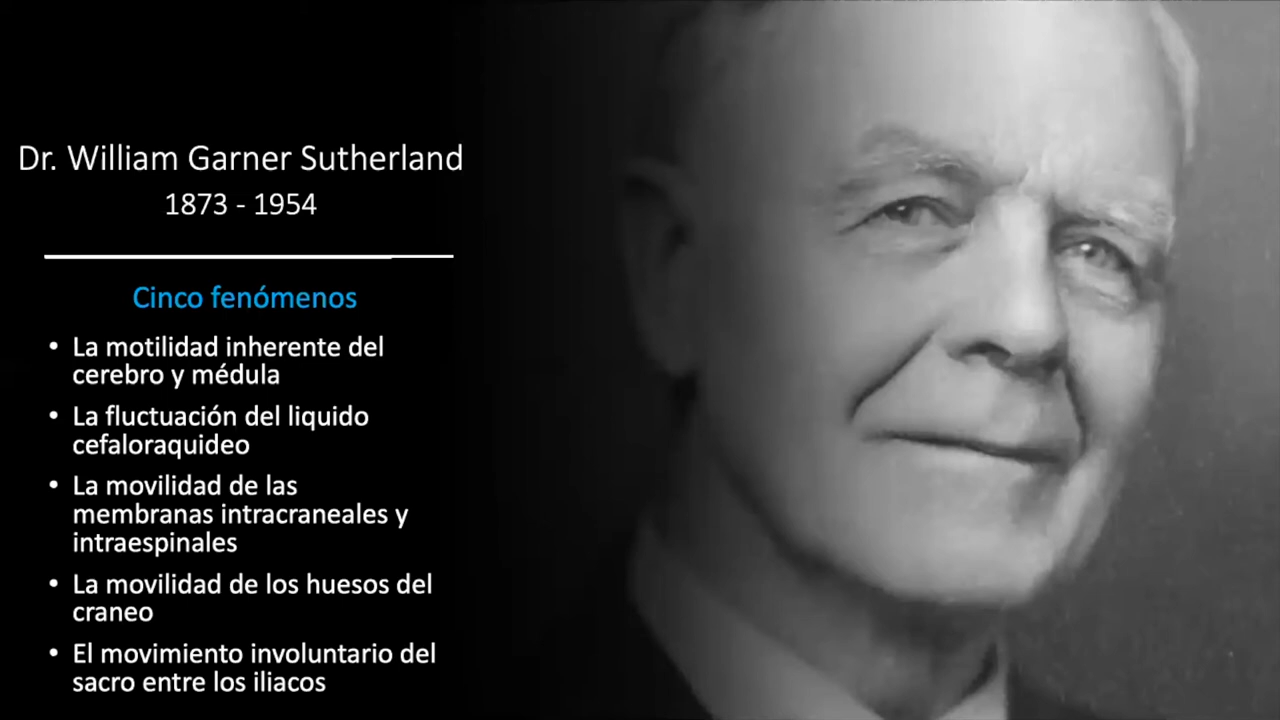 Dr. William Garner Sutherland
1873 - 1954
Cinco fenómenos
• La motilidad inherente del
cerebro y médula
• La fluctuación del liquido
cefaloraquideo
• La movilidad de las
membranas intracraneales y
intraespinales
• La movilidad de los huesos del
craneo
• El movimiento involuntario del
sacro entre los iliacos